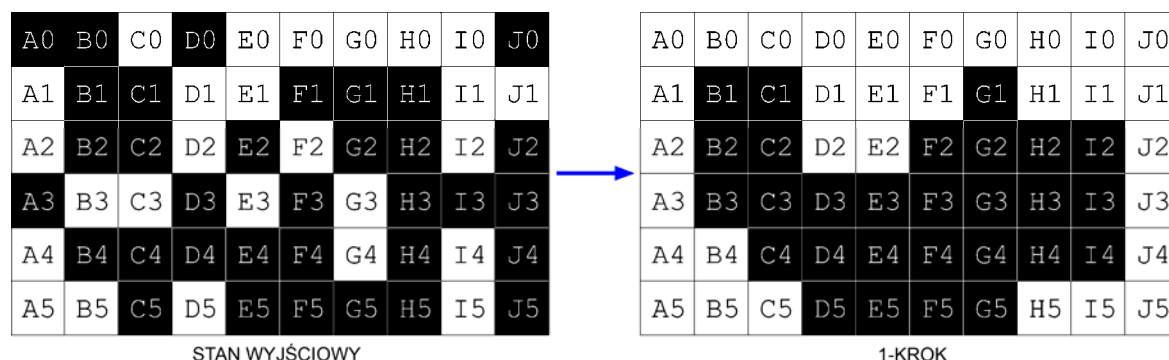 A0 B0 C0 D0 E0 F0 G0 H0 I0 J0
A1 B1 C1 D1 E1 F1 G1 H1 I1 J1
A2 B2 C2 D2 E2 F2 G2 H2 I2 J2
A3 B3 C3 D3 E3 F3 G3 H3 I3 J3
A4 B4 C4 D4 E4 F4 G4 H4 I4 J4
A5 B5 C5 D5 E5 F5 G5 H5 I5 J5
STAN WYJŚCIOWY
A0 B0 C0 D0 E0 F0 G0 H0 I0 J0
A1 B1 C1 D1 E1 F1 G1 H1 I1 J1
A2 B2 C2 D2 E2 F2 G2 H2 I2 J2
A3 B3 C3 D3 E3 F3 G3 H3 I3 J3
A4 B4 C4 D4 E4 F4 G4 H4 I4 J4
A5 B5 C5 D5 E5 F5 G5 H5 I5 J5
1-KROK